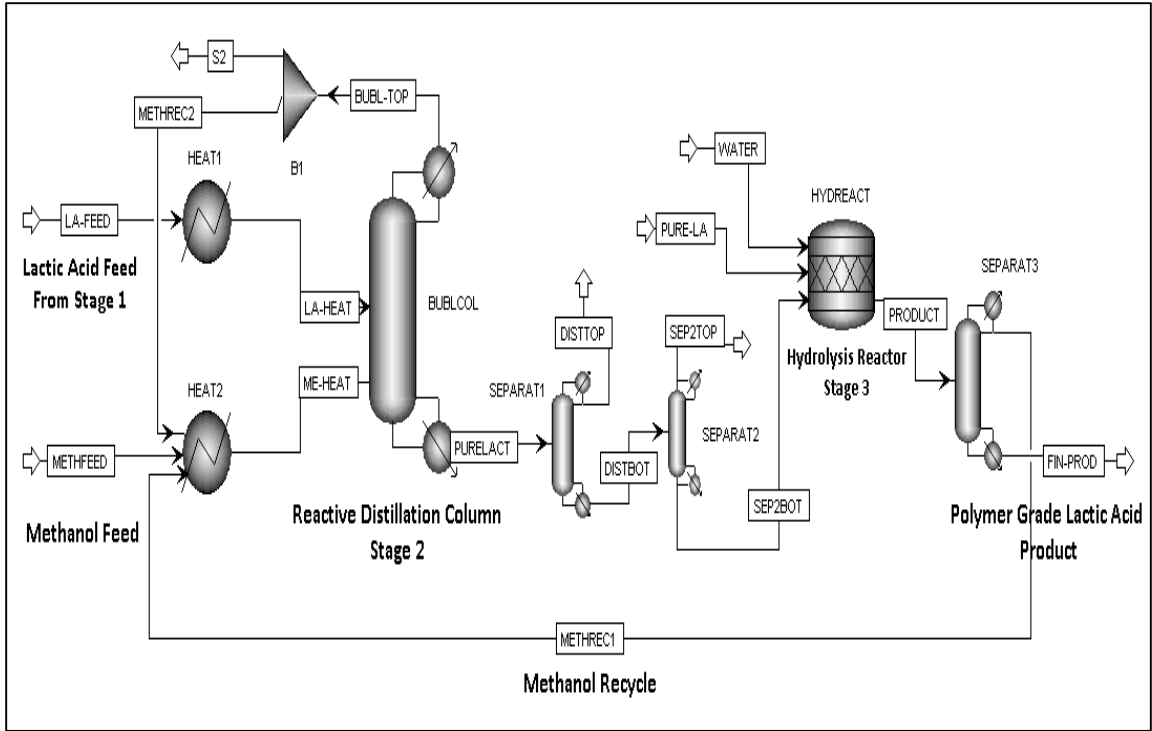 S2
BUBL-TOP
METHREC2
B1
HEAT1
LA-FEED
Lactic Acid Feed
From Stage 1
LA-HEAT
BUBLCOL
HEAT2
ME-HEAT
METHFEED
Methanol Feed
Reactive Distillation Column
Stage 2
PURELACT
SEPARAT1
DISTTOP
DISTBOT
SEP2TOP
SEPARAT2
SEP2BOT
WATER
PURE-LA
HYDREACT
Hydrolysis Reactor
Stage 3
PRODUCT
SEPARAT3
FIN-PROD
Polymer Grade Lactic Acid
Product
METHREC1
Methanol Recycle